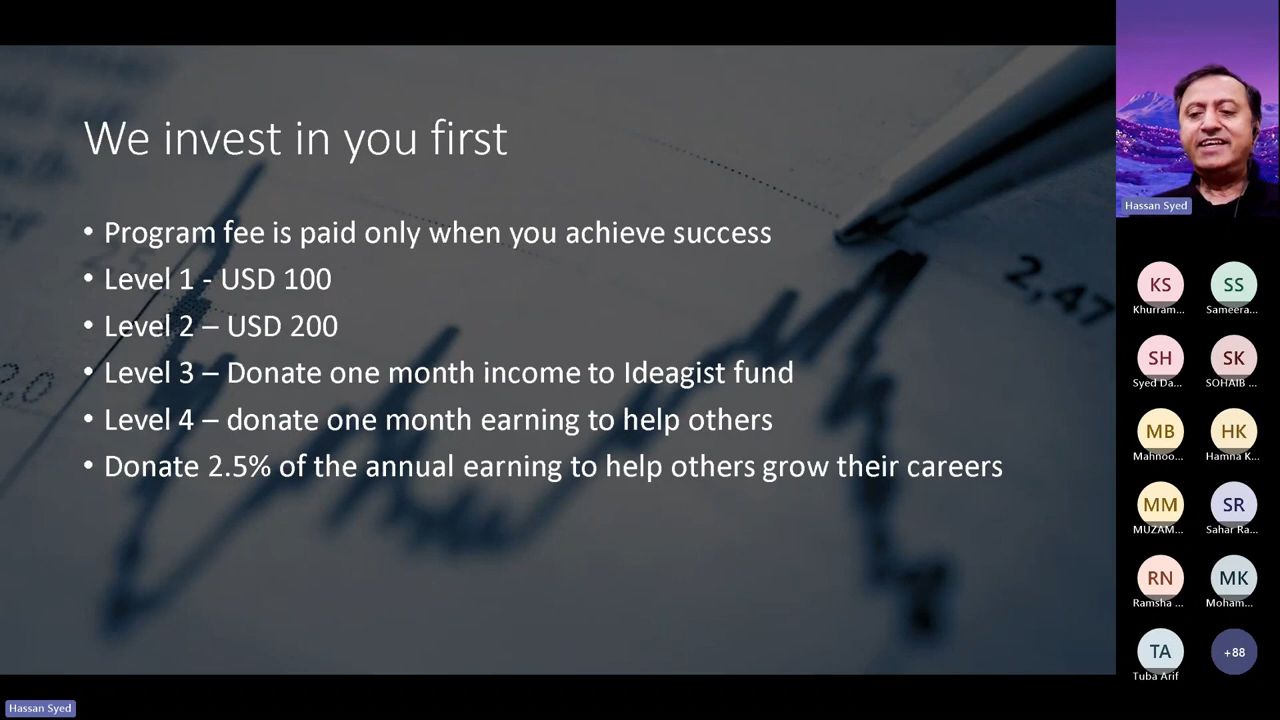 We invest in you first
• Program fee is paid only when you achieve success
• Level 1 - USD 100
• Level 2 – USD 200
• Level 3 – Donate one month income to Ideagist fund
• Level 4 – donate one month earning to help others
• Donate 2.5% of the annual earning to help others grow their careers
2,47
2,0
Hassan Syed
KS
Khurram...
SS
Sameera...
SH
Syed Da...
SK
SOHAIB ...
MB
Mahnoo...
HK
Hamna K...
MM
MUZAM...
SR
Sahar Ra...
RN
Ramsha ...
MK
Moham...
TA
Tuba Arif
+88
Hassan Syed